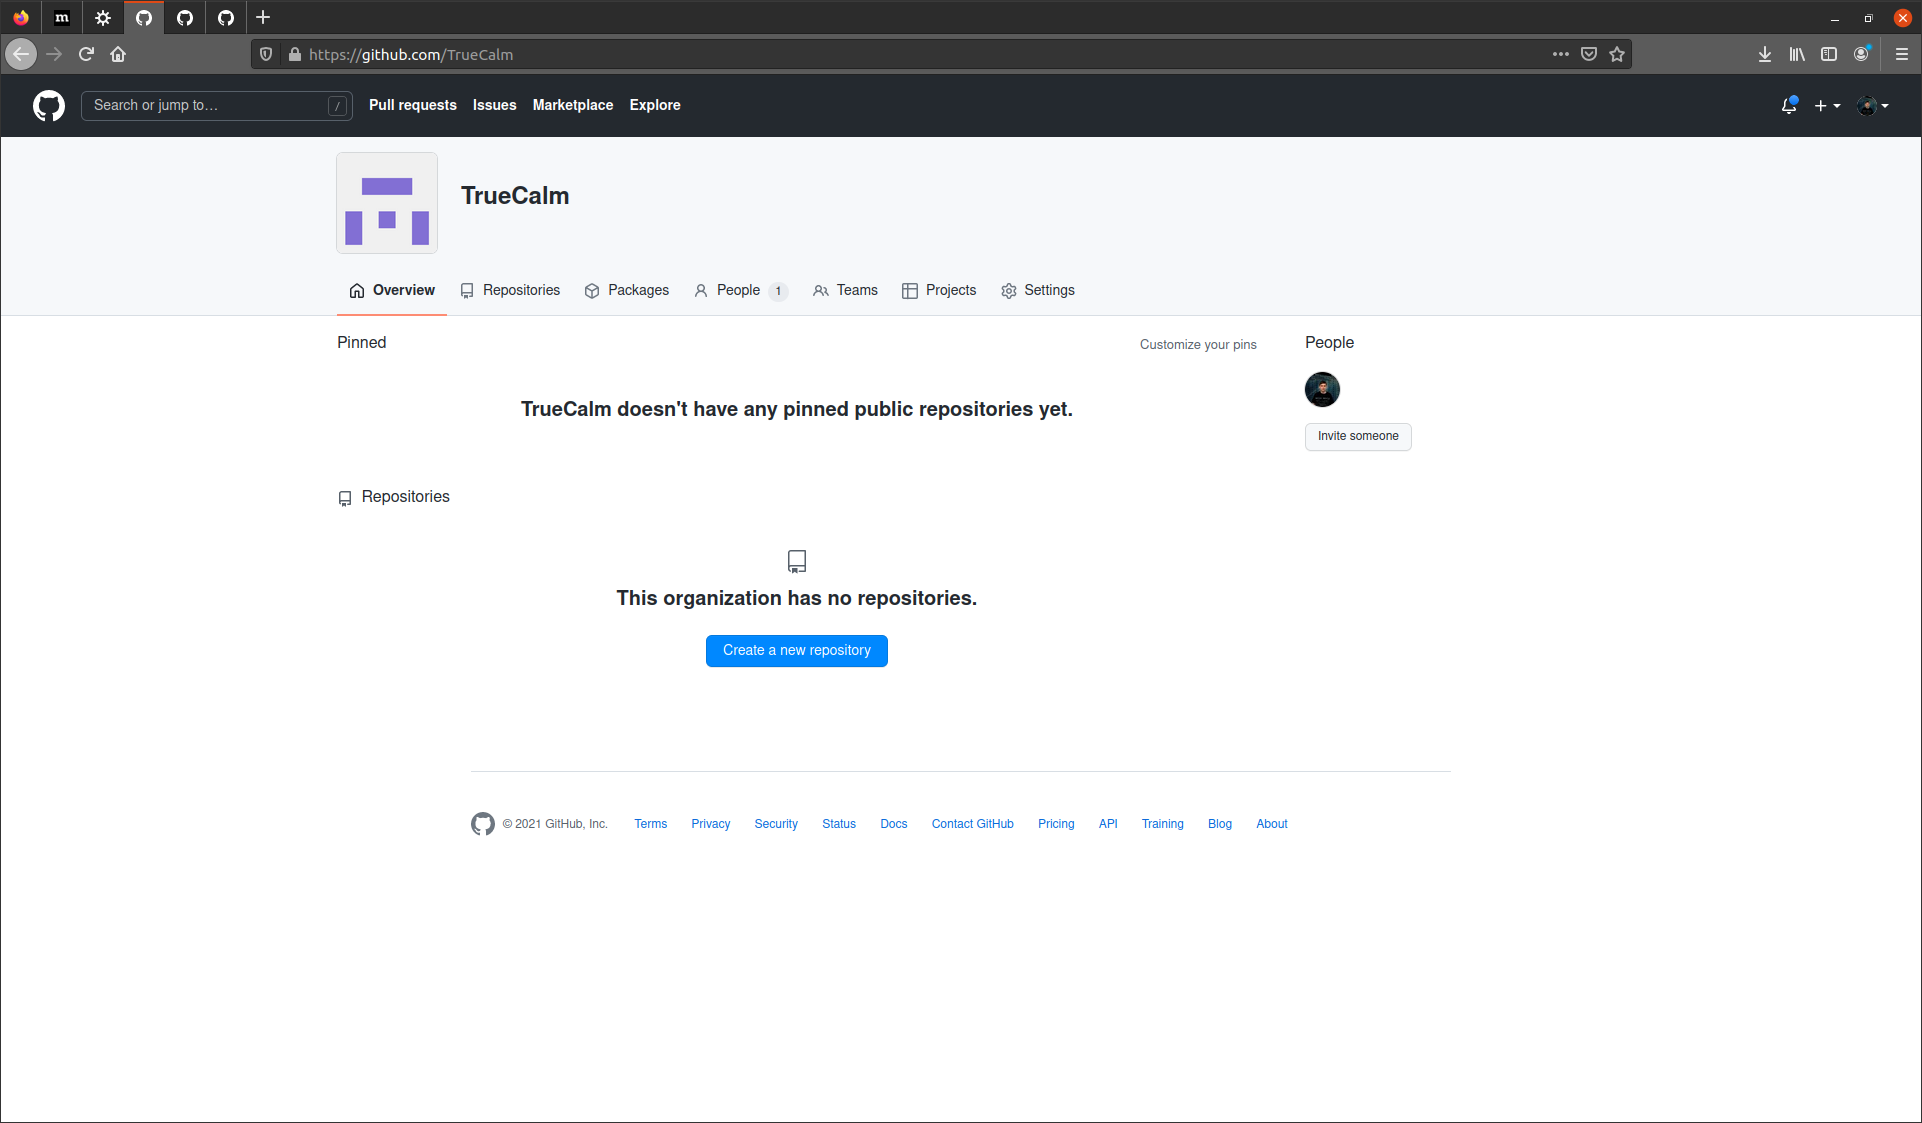 m
https://github.com/TrueCalm
Search or jump to…
/
Pull requests Issues Marketplace Explore
TrueCalm
Overview Repositories Packages People 1 Teams Projects Settings
Pinned
Customize your pins
People
TrueCalm doesn't have any pinned public repositories yet.
Invite someone
Repositories
This organization has no repositories.
Create a new repository
© 2021 GitHub, Inc. Terms Privacy Security Status Docs Contact GitHub Pricing API Training Blog About